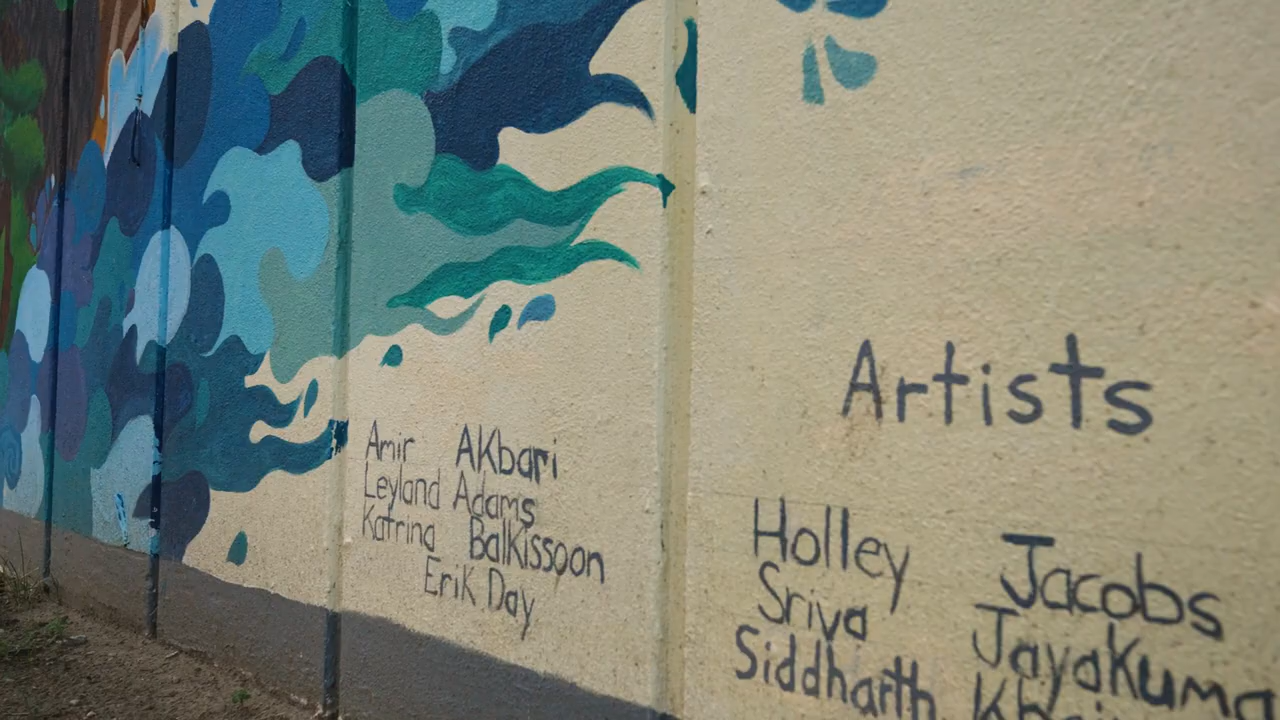 Artists
Amir AKbari
Leyland Adams
Katrina BalKissoon
Erik Day
Holley Jacobs
Sriva JayaKuma
Siddharth